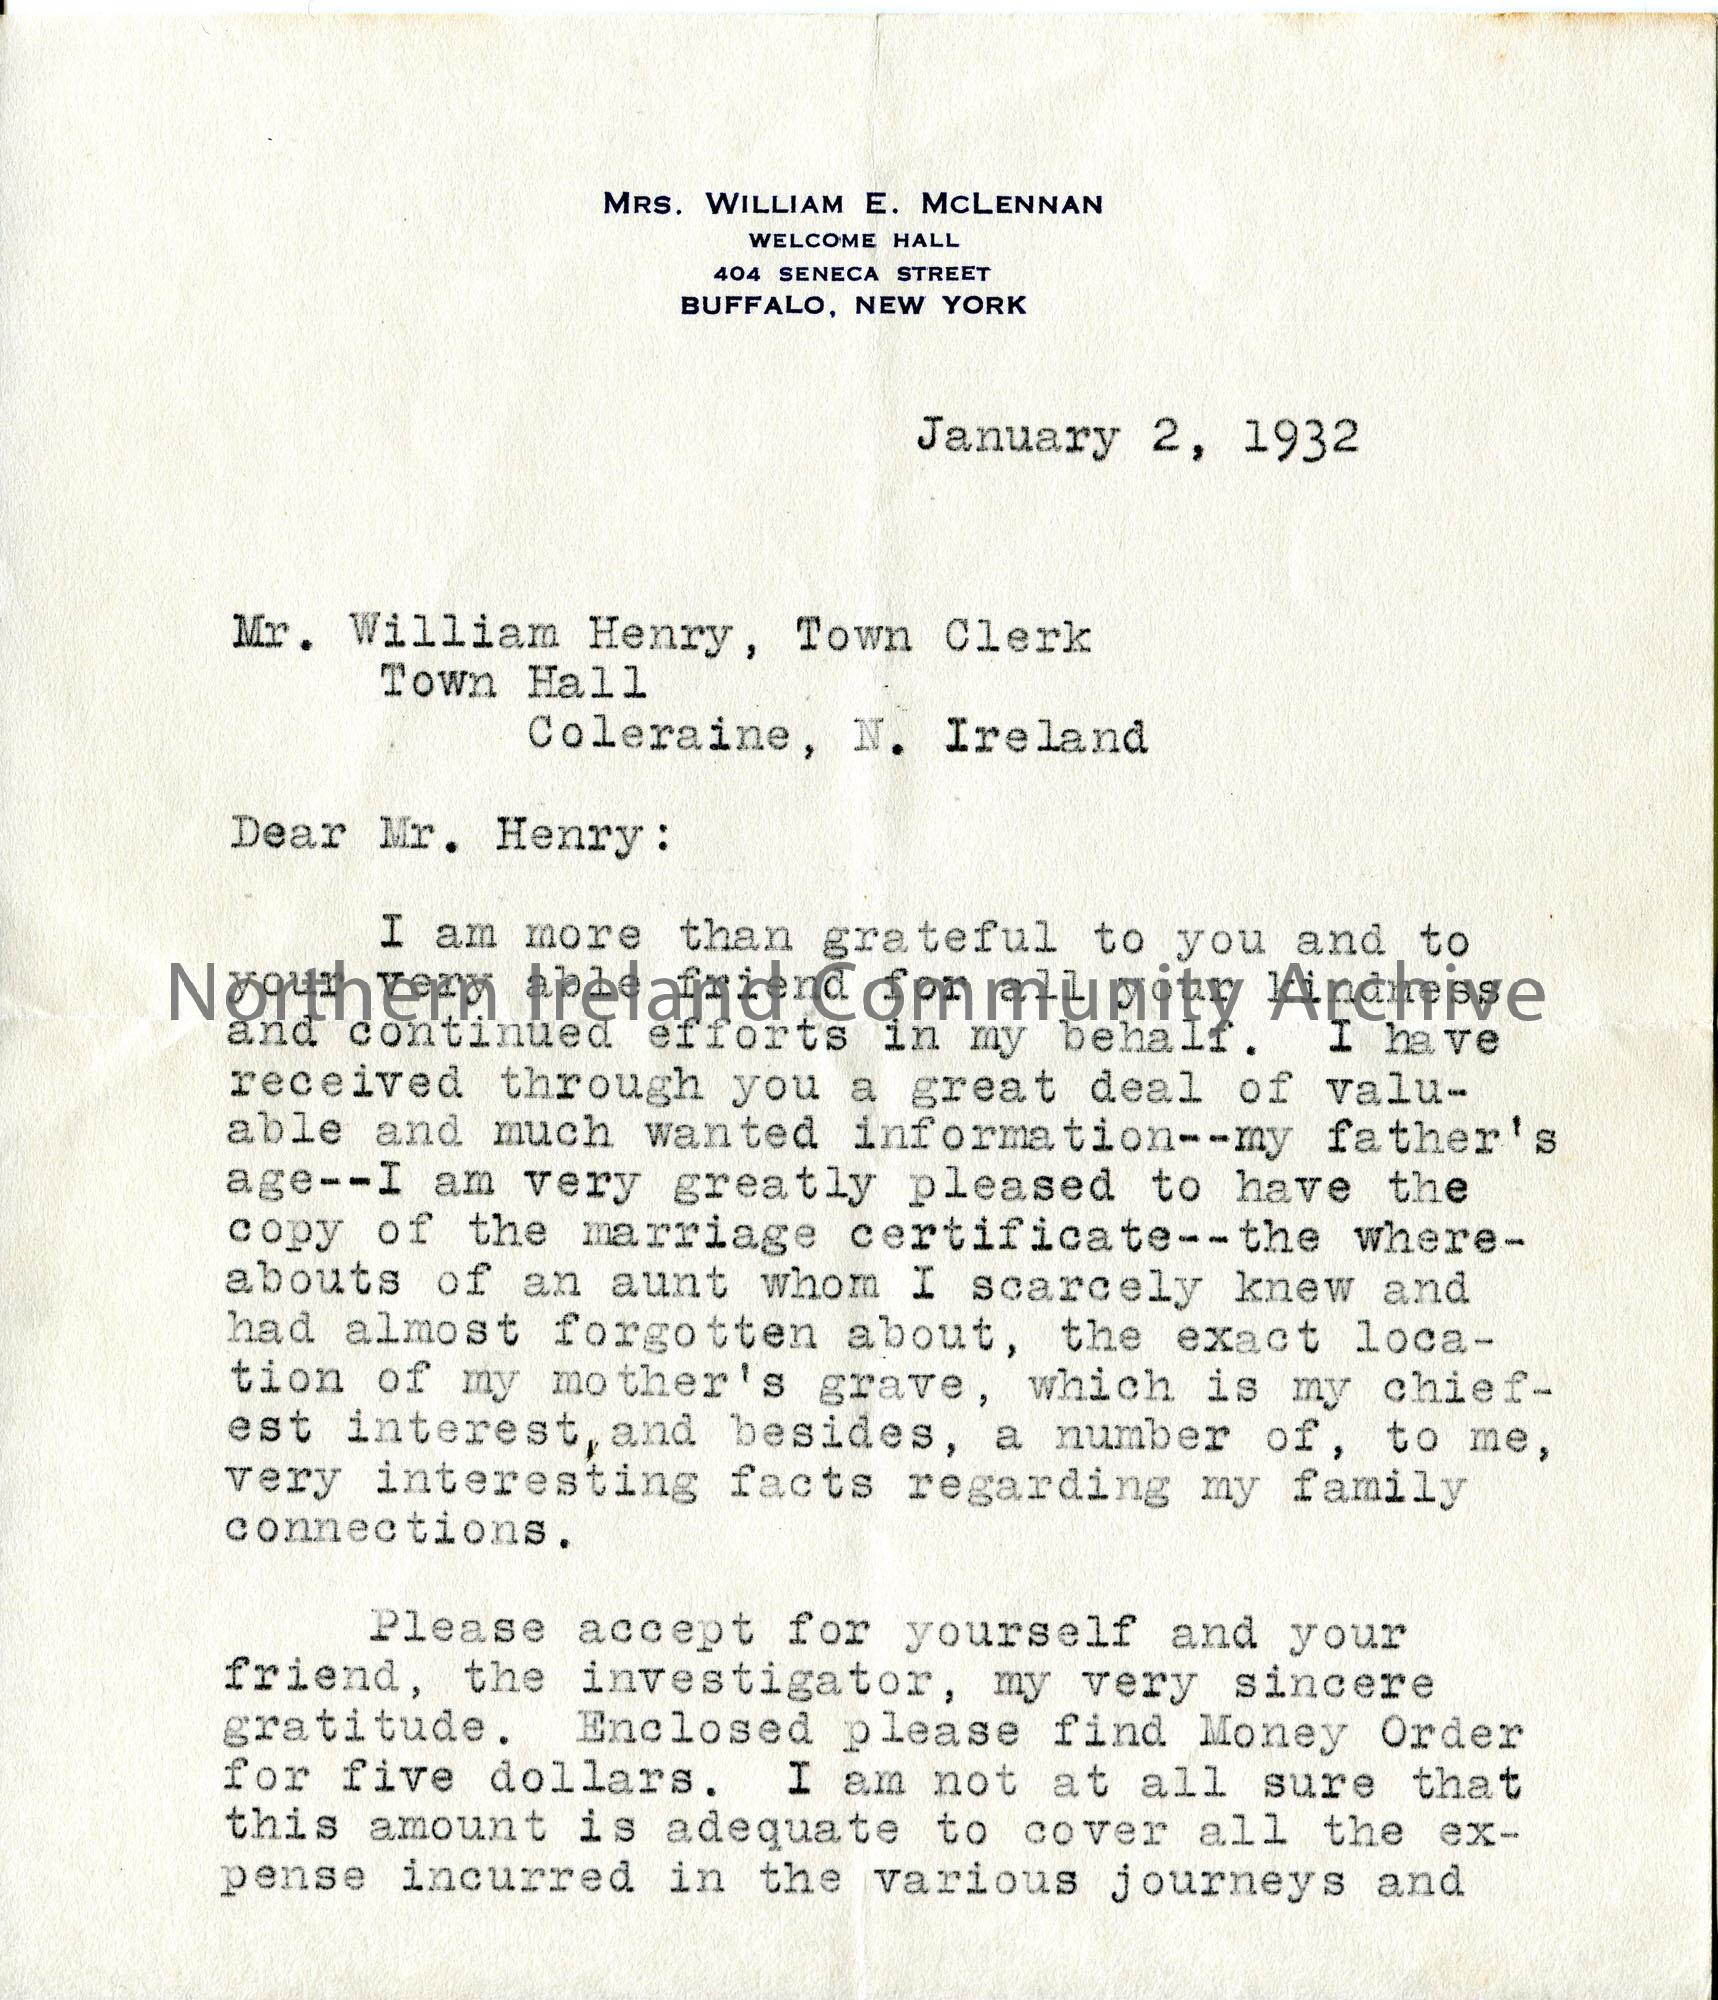 MRS. WILLIAM E. MCLENNAN
WELCOME HALL
404 SENECA STREET
BUFFALO, NEW YORK
January 2, 1932
Mr. William Henry, Town Clerk
Town Hall
Coleraine, N. Ireland
Dear Mr. Henry:
I am more than grateful to you and to
your very able friend for all your kindness
Northern Ireland Community Archive
and continued efforts in my behalf. I have
received through you a great deal of valu-
able and much wanted information--my father's
age--I am very greatly pleased to have the
copy of the marriage certificate--the where-
abouts of an aunt whom I scarcely knew and
had almost forgotten about, the exact loca-
tion of my mother's grave, which is my chief-
est interest, and besides, a number of, to me,
very interesting facts regarding my family
connections.
Please accept for yourself and your
friend, the investigator, my very sincere
gratitude. Enclosed please find Money Order
for five dollars. I am not at all sure that
this amount is adequate to cover all the ex-
pense incurred in the various journeys and